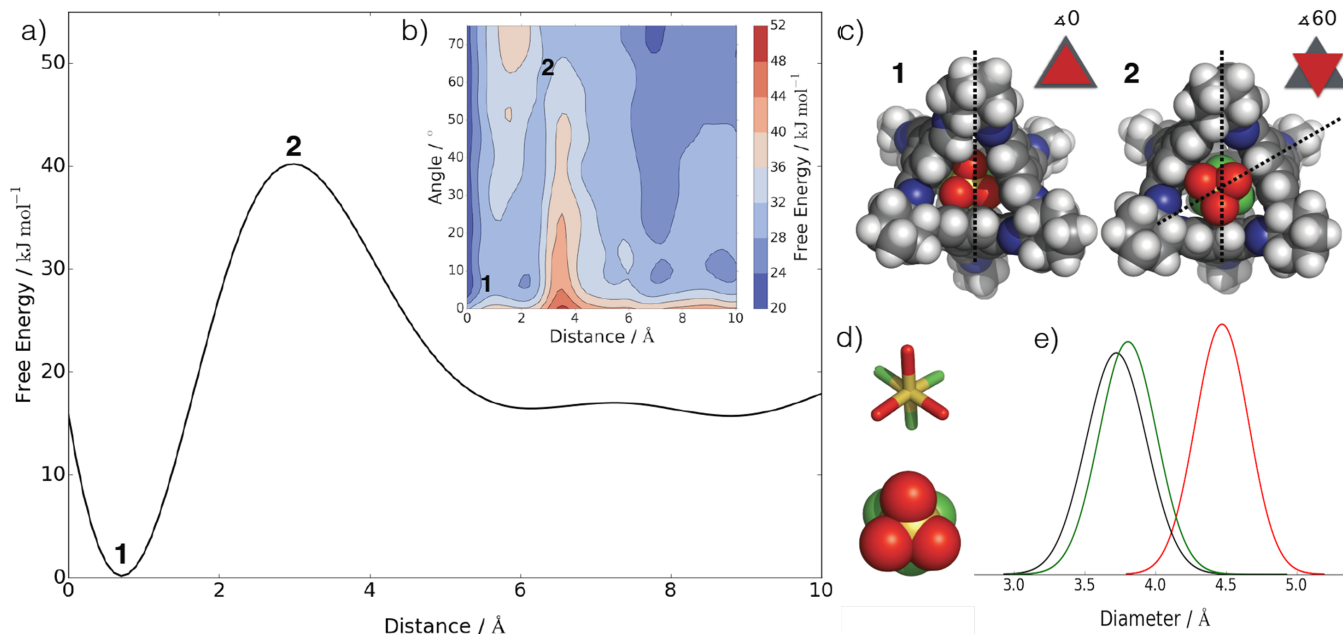 a)
50
40
30
20
10
0
Free Energy / kJ mol⁻¹
1
2
0 2 4 6 8 10
Distance / Å
b)
70
60
50
40
30
20
10
0
Angle / °
2
1
0 2 4 6 8 10
Distance / Å
52
48
44
40
36
32
28
24
20
Free Energy / kJ mol⁻¹
c)
∡0
1
∡60
2
d)
e)
3.0 3.5 4.0 4.5 5.0
Diameter / Å